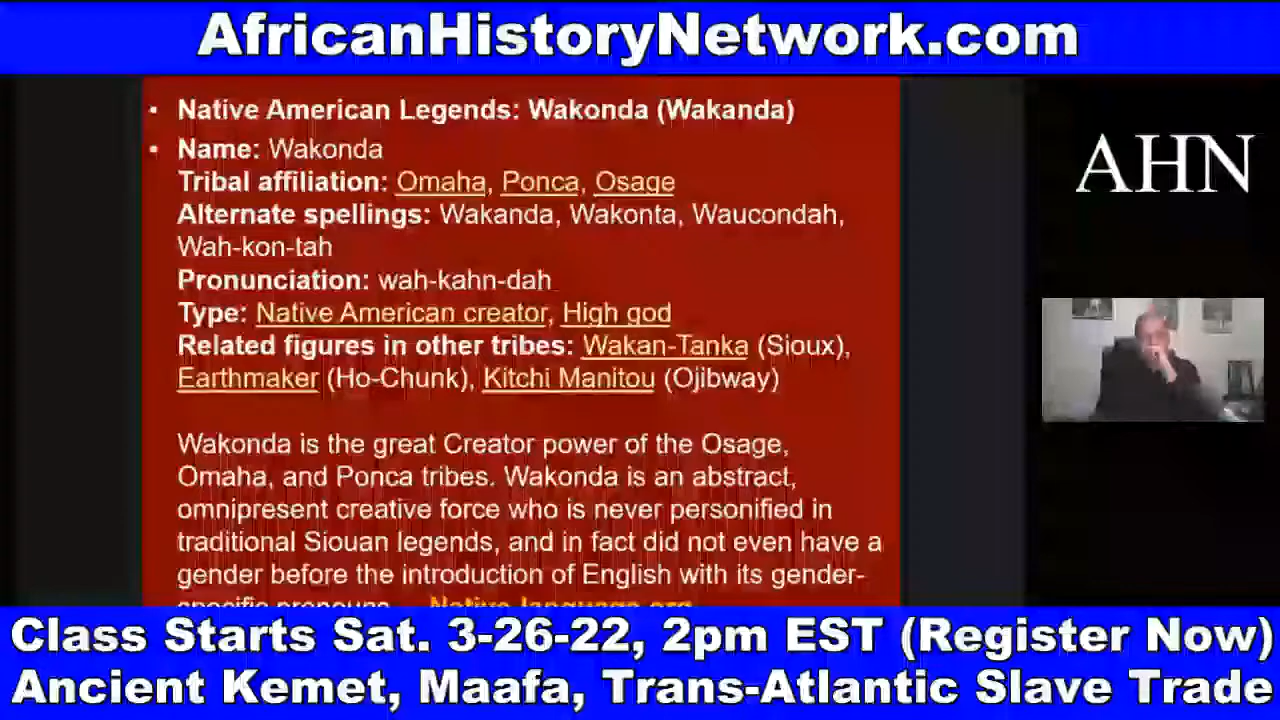 AfricanHistoryNetwork.com
• Native American Legends: Wakonda (Wakanda)
• Name: Wakonda
Tribal affiliation: Omaha, Ponca, Osage
Alternate spellings: Wakanda, Wakonta, Waucondah,
Wah-kon-tah
Pronunciation: wah-kahn-dah
Type: Native American creator, High god
Related figures in other tribes: Wakan-Tanka (Sioux),
Earthmaker (Ho-Chunk), Kitchi Manitou (Ojibway)
Wakonda is the great Creator power of the Osage,
Omaha, and Ponca tribes. Wakonda is an abstract,
omnipresent creative force who is never personified in
traditional Siouan legends, and in fact did not even have a
gender before the introduction of English with its gender-
specific pronouns
AHN
Class Starts Sat. 3-26-22, 2pm EST (Register Now)
Ancient Kemet, Maafa, Trans-Atlantic Slave Trade